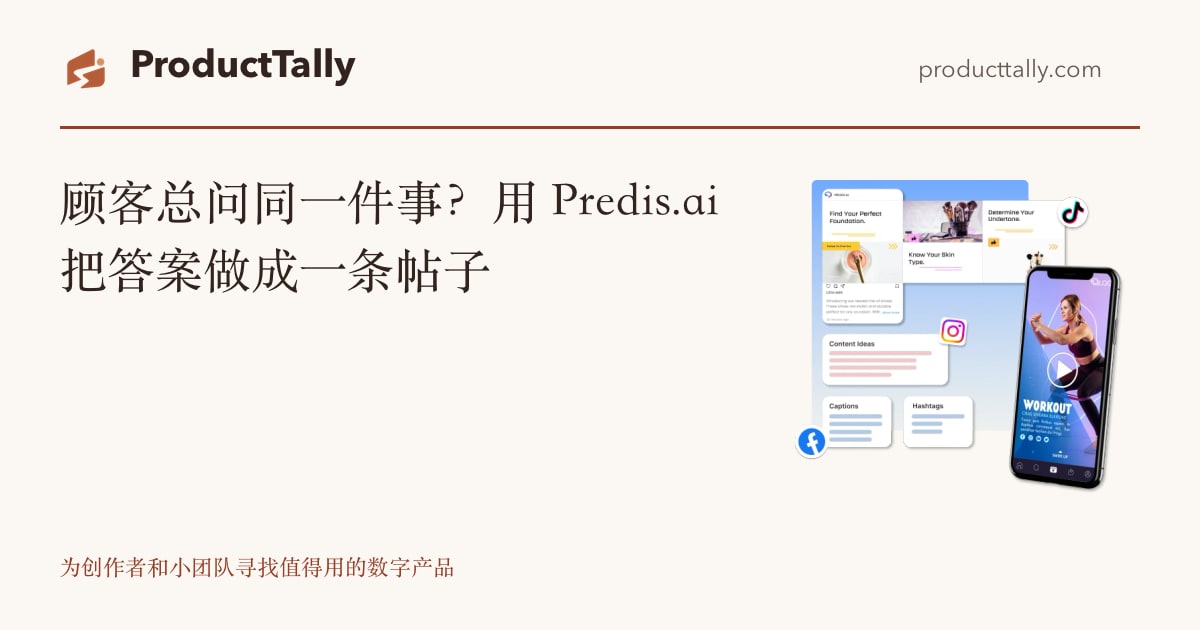 ProductTally
producttally.com
顾客总问同一件事？用 Predis.ai
把答案做成一条帖子
Find Your Perfect
Foundation.
Determine Your
Undertone.
Know Your Skin
Type.
Content Ideas
Captions
Hashtags
WORKOUT
为创作者和小团队寻找值得用的数字产品